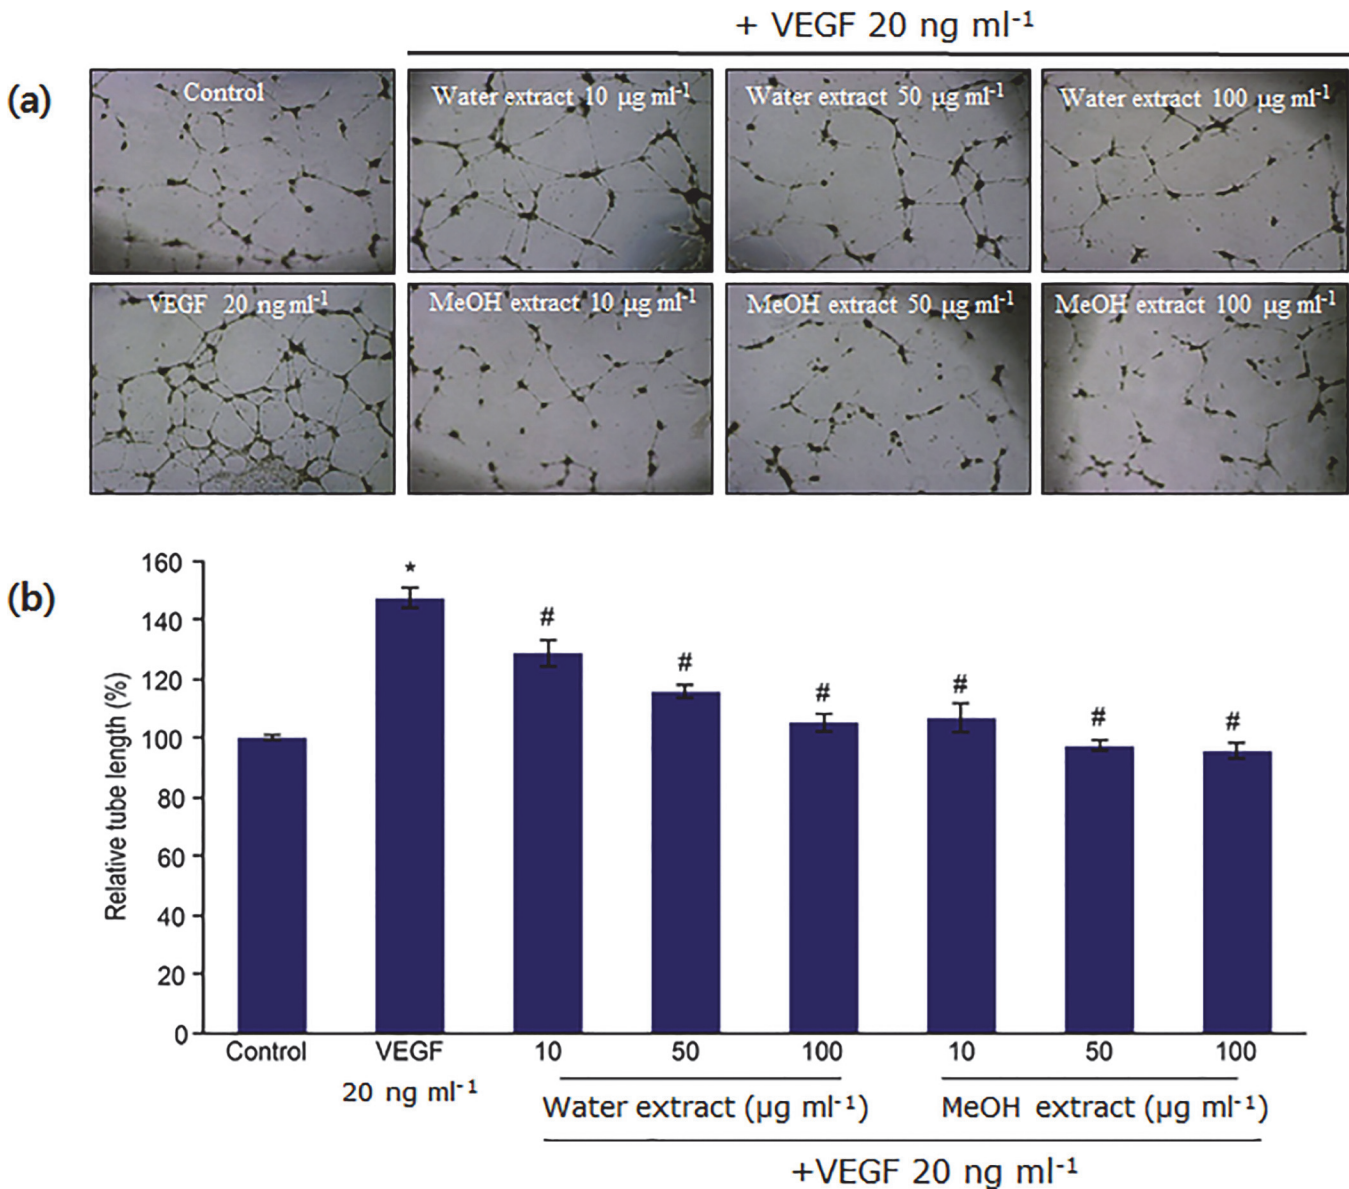 + VEGF 20 ng ml-1
(a)
Control
Water extract 10 µg ml-1
Water extract 50 µg ml-1
Water extract 100 µg ml-1
VEGF 20 ng ml-1
MeOH extract 10 µg ml-1
MeOH extract 50 µg ml-1
MeOH extract 100 µg ml-1
(b)
Relative tube length (%)
160
140
120
100
80
60
40
20
0
*
#
#
#
#
#
#
Control VEGF 10 50 100 10 50 100
20 ng ml-1
Water extract (µg ml-1) MeOH extract (µg ml-1)
+VEGF 20 ng ml-1